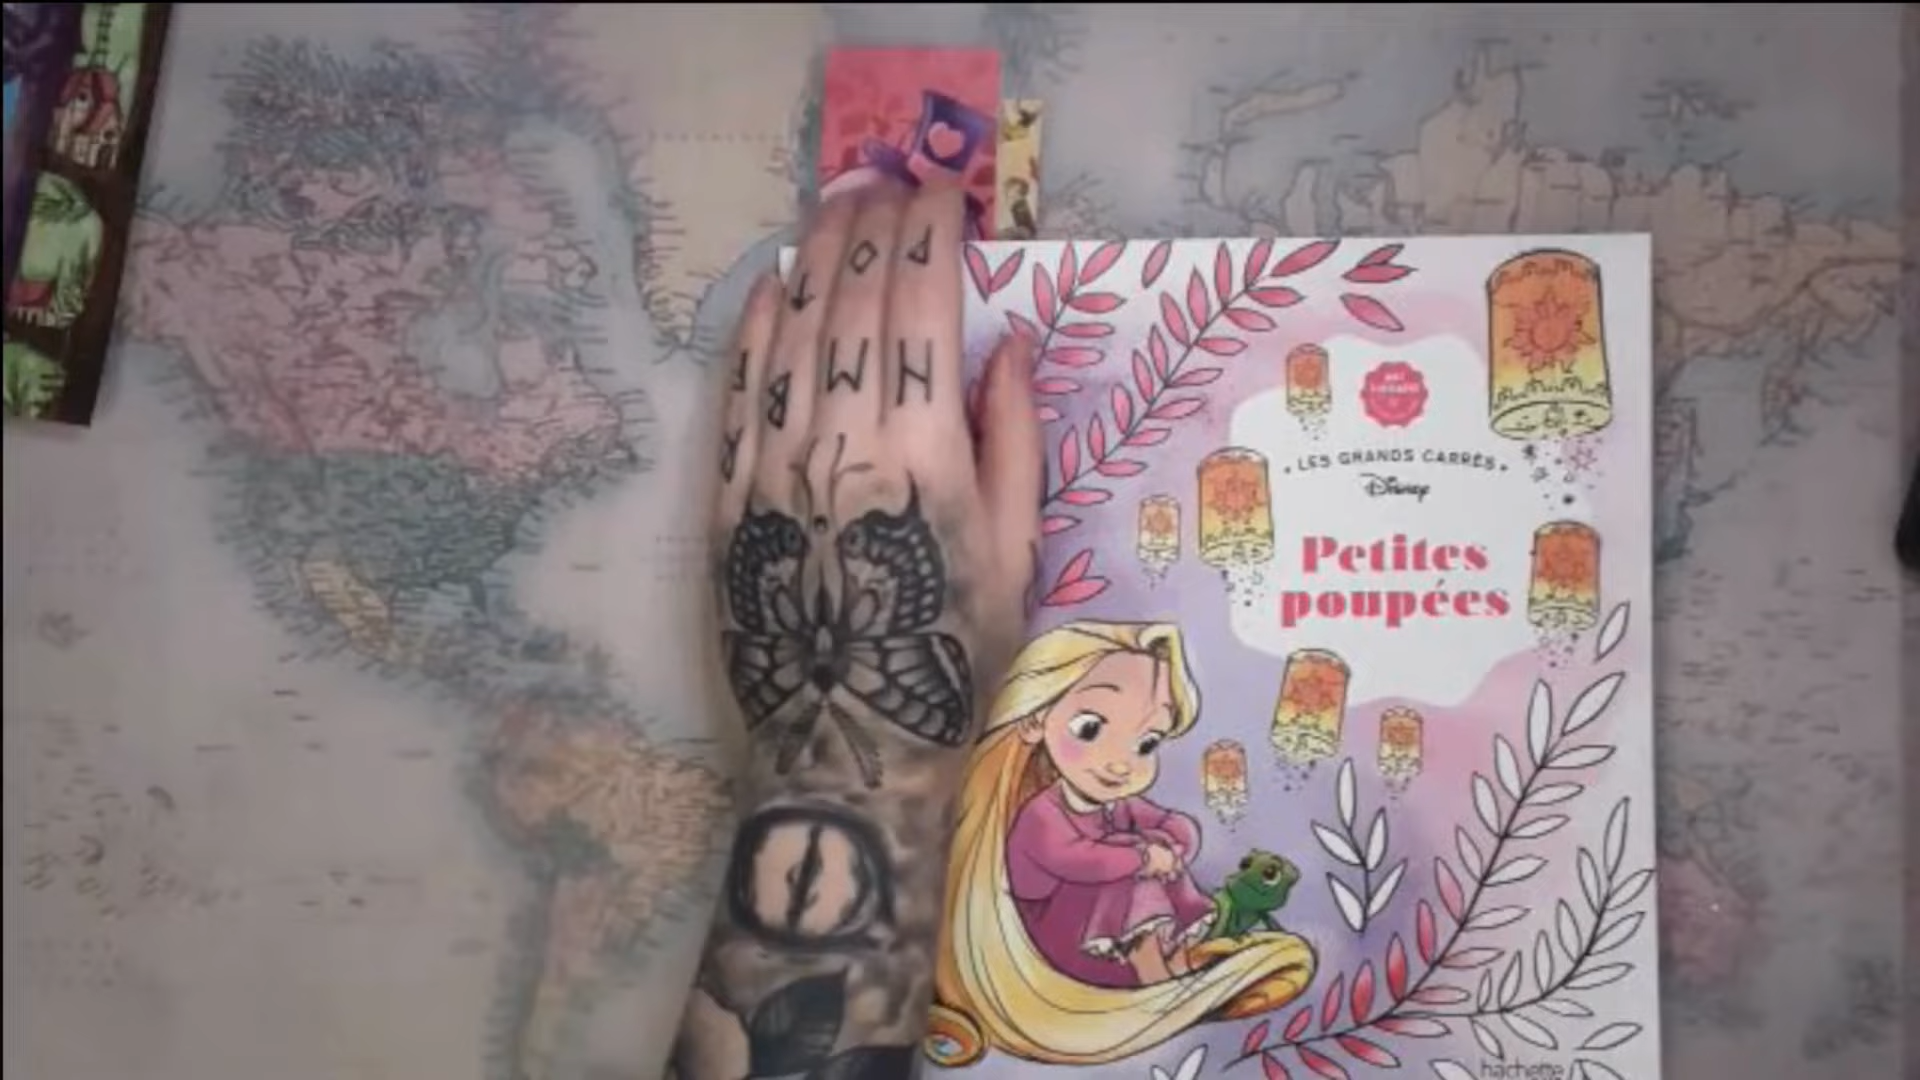 LES GRANDS CARRÉS
Disney
Petites
poupées
hachette